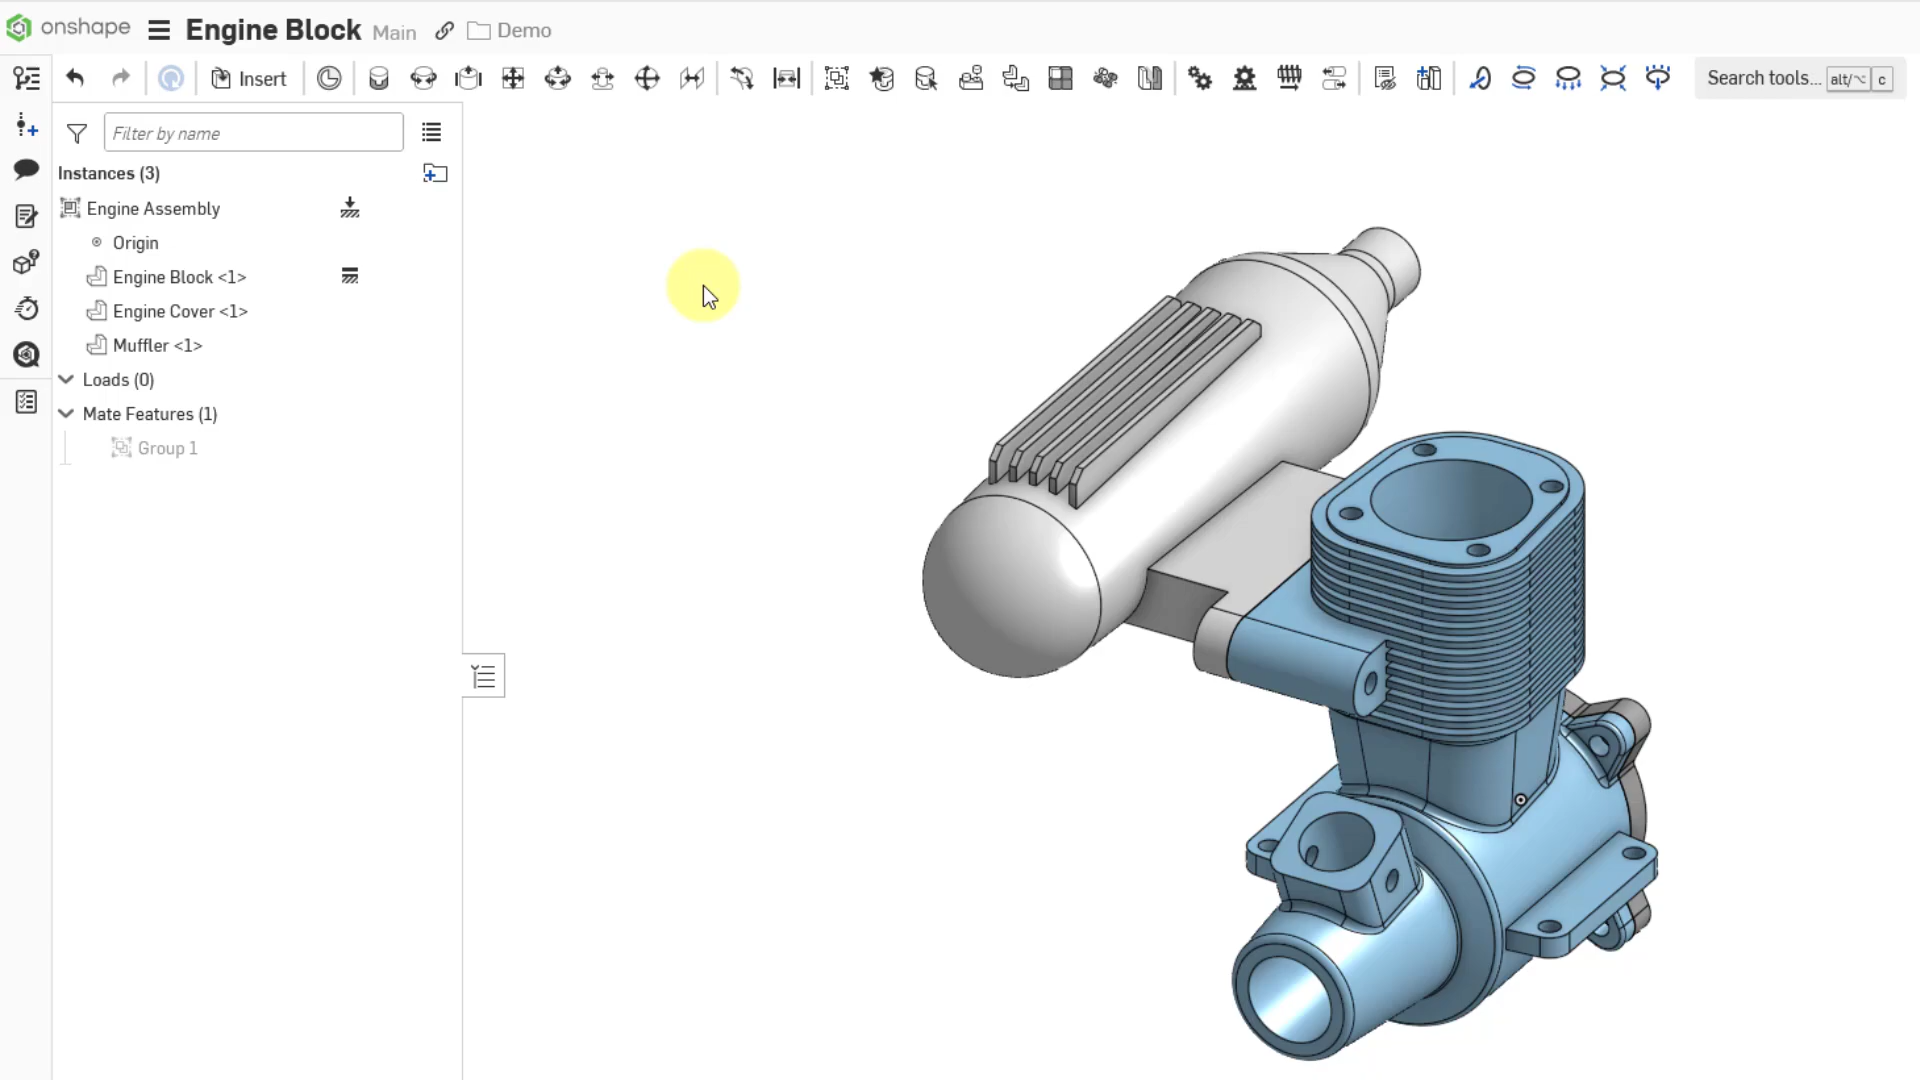 onshape Engine Block Main Demo
Insert Search tools... alt/⌥ c
Filter by name
Instances (3)
Engine Assembly
Origin
Engine Block <1>
Engine Cover <1>
Muffler <1>
Loads (0)
Mate Features (1)
Group 1